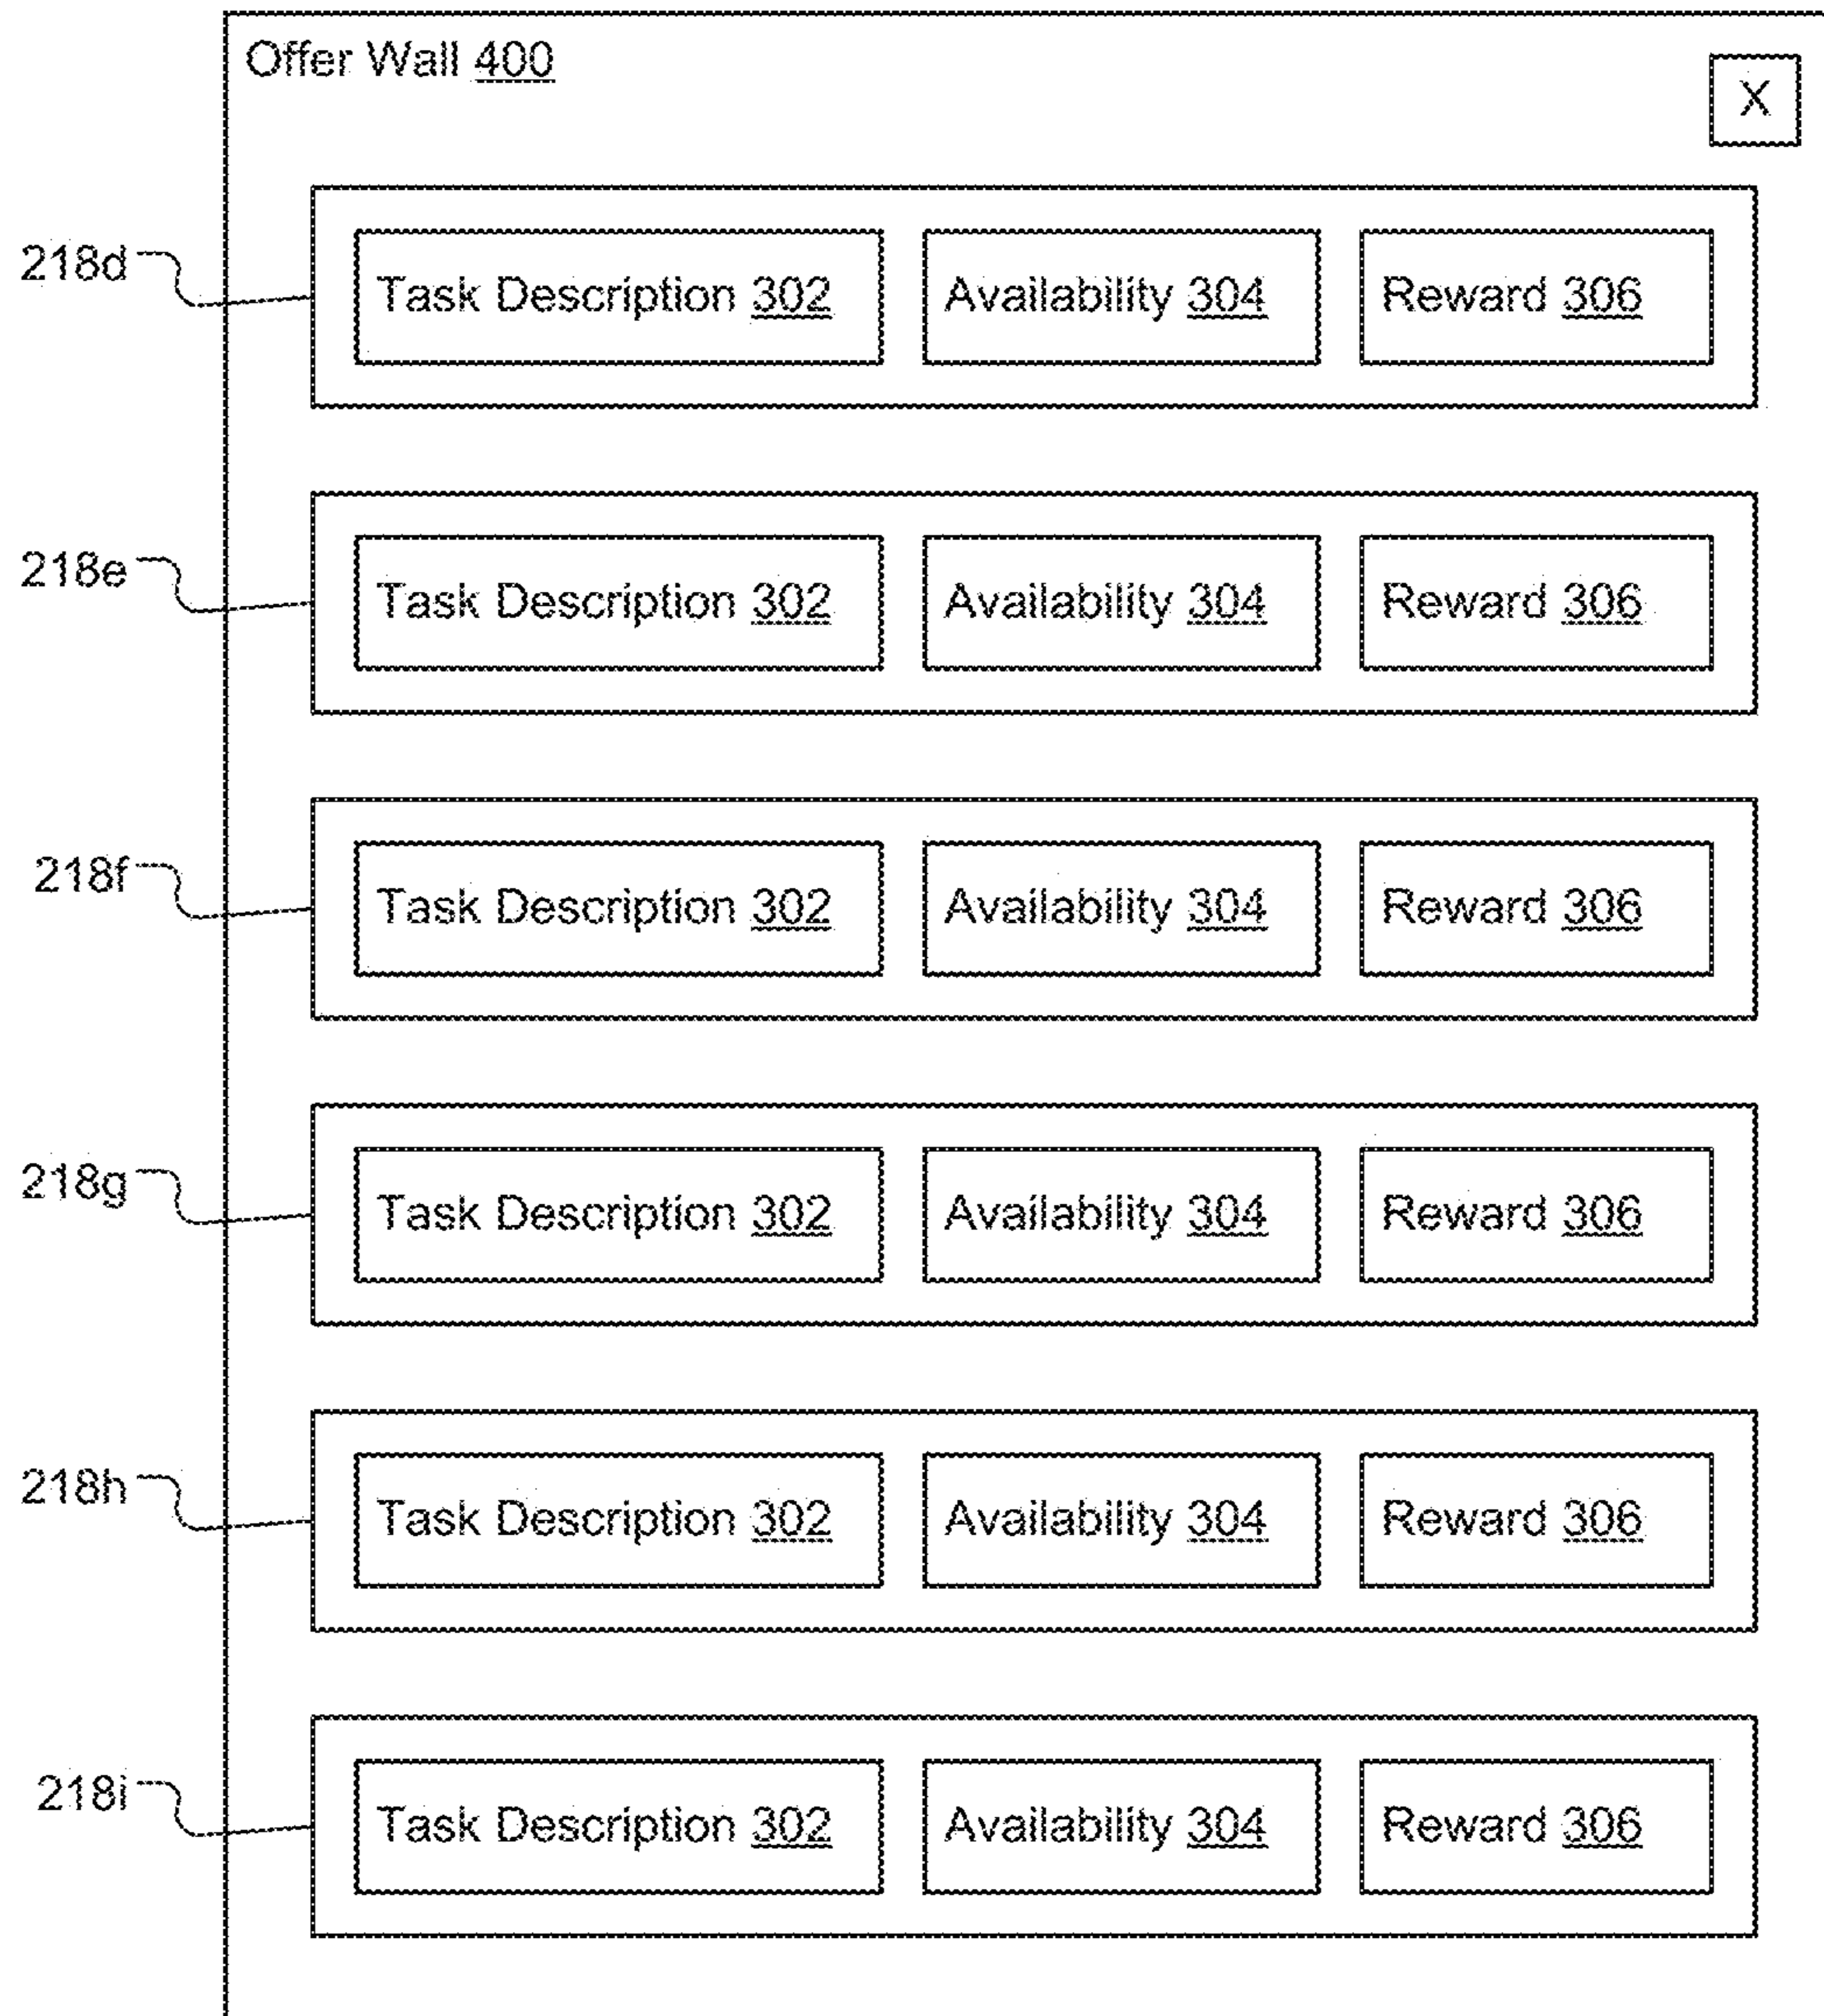 Offer Wall 400
X
218d
Task Description 302 Availability 304 Reward 306
218e
Task Description 302 Availability 304 Reward 306
218f
Task Description 302 Availability 304 Reward 306
218g
Task Description 302 Availability 304 Reward 306
218h
Task Description 302 Availability 304 Reward 306
218i
Task Description 302 Availability 304 Reward 306